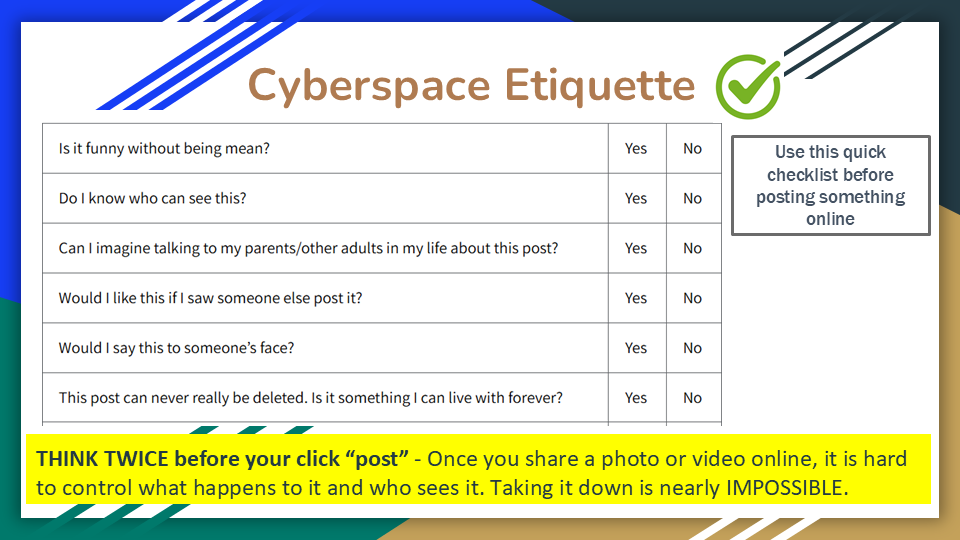 Cyberspace Etiquette
Is it funny without being mean? Yes No
Do I know who can see this? Yes No
Can I imagine talking to my parents/other adults in my life about this post? Yes No
Would I like this if I saw someone else post it? Yes No
Would I say this to someone’s face? Yes No
This post can never really be deleted. Is it something I can live with forever? Yes No
Use this quick
checklist before
posting something
online
THINK TWICE before your click “post” - Once you share a photo or video online, it is hard
to control what happens to it and who sees it. Taking it down is nearly IMPOSSIBLE.